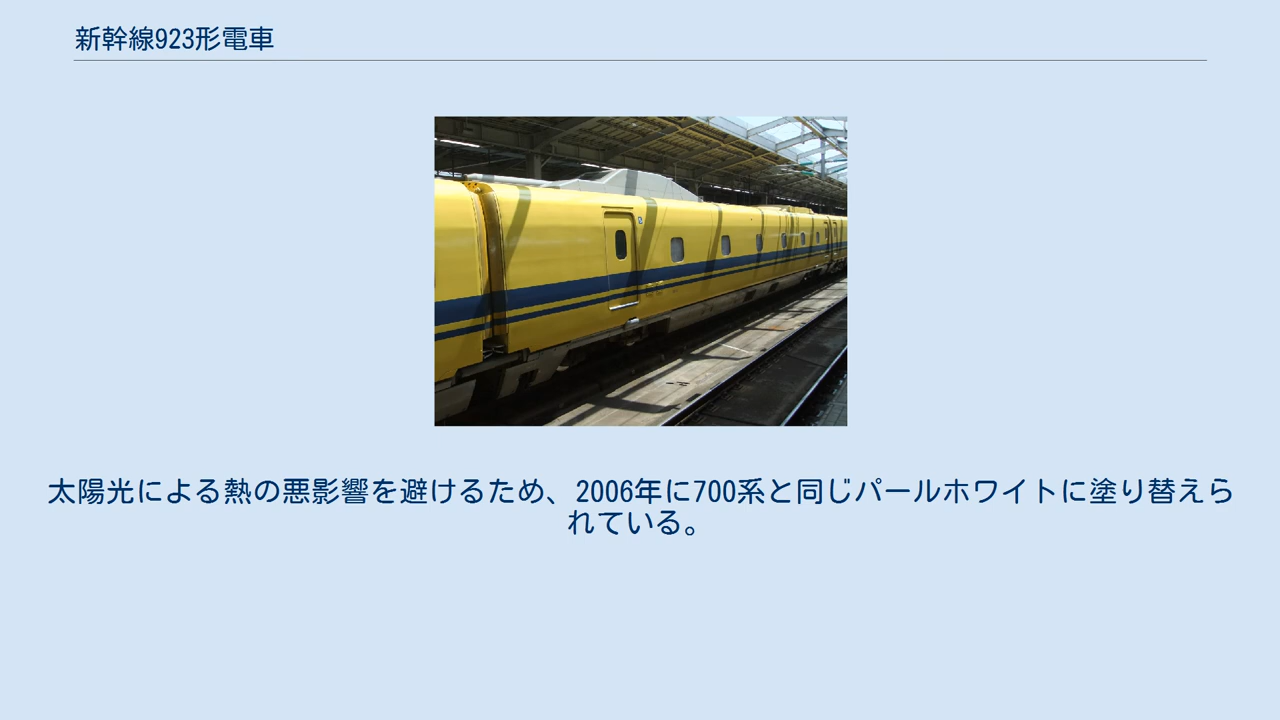 新幹線923形電車
太陽光による熱の悪影響を避けるため、2006年に700系と同じパールホワイトに塗り替えら
れている。